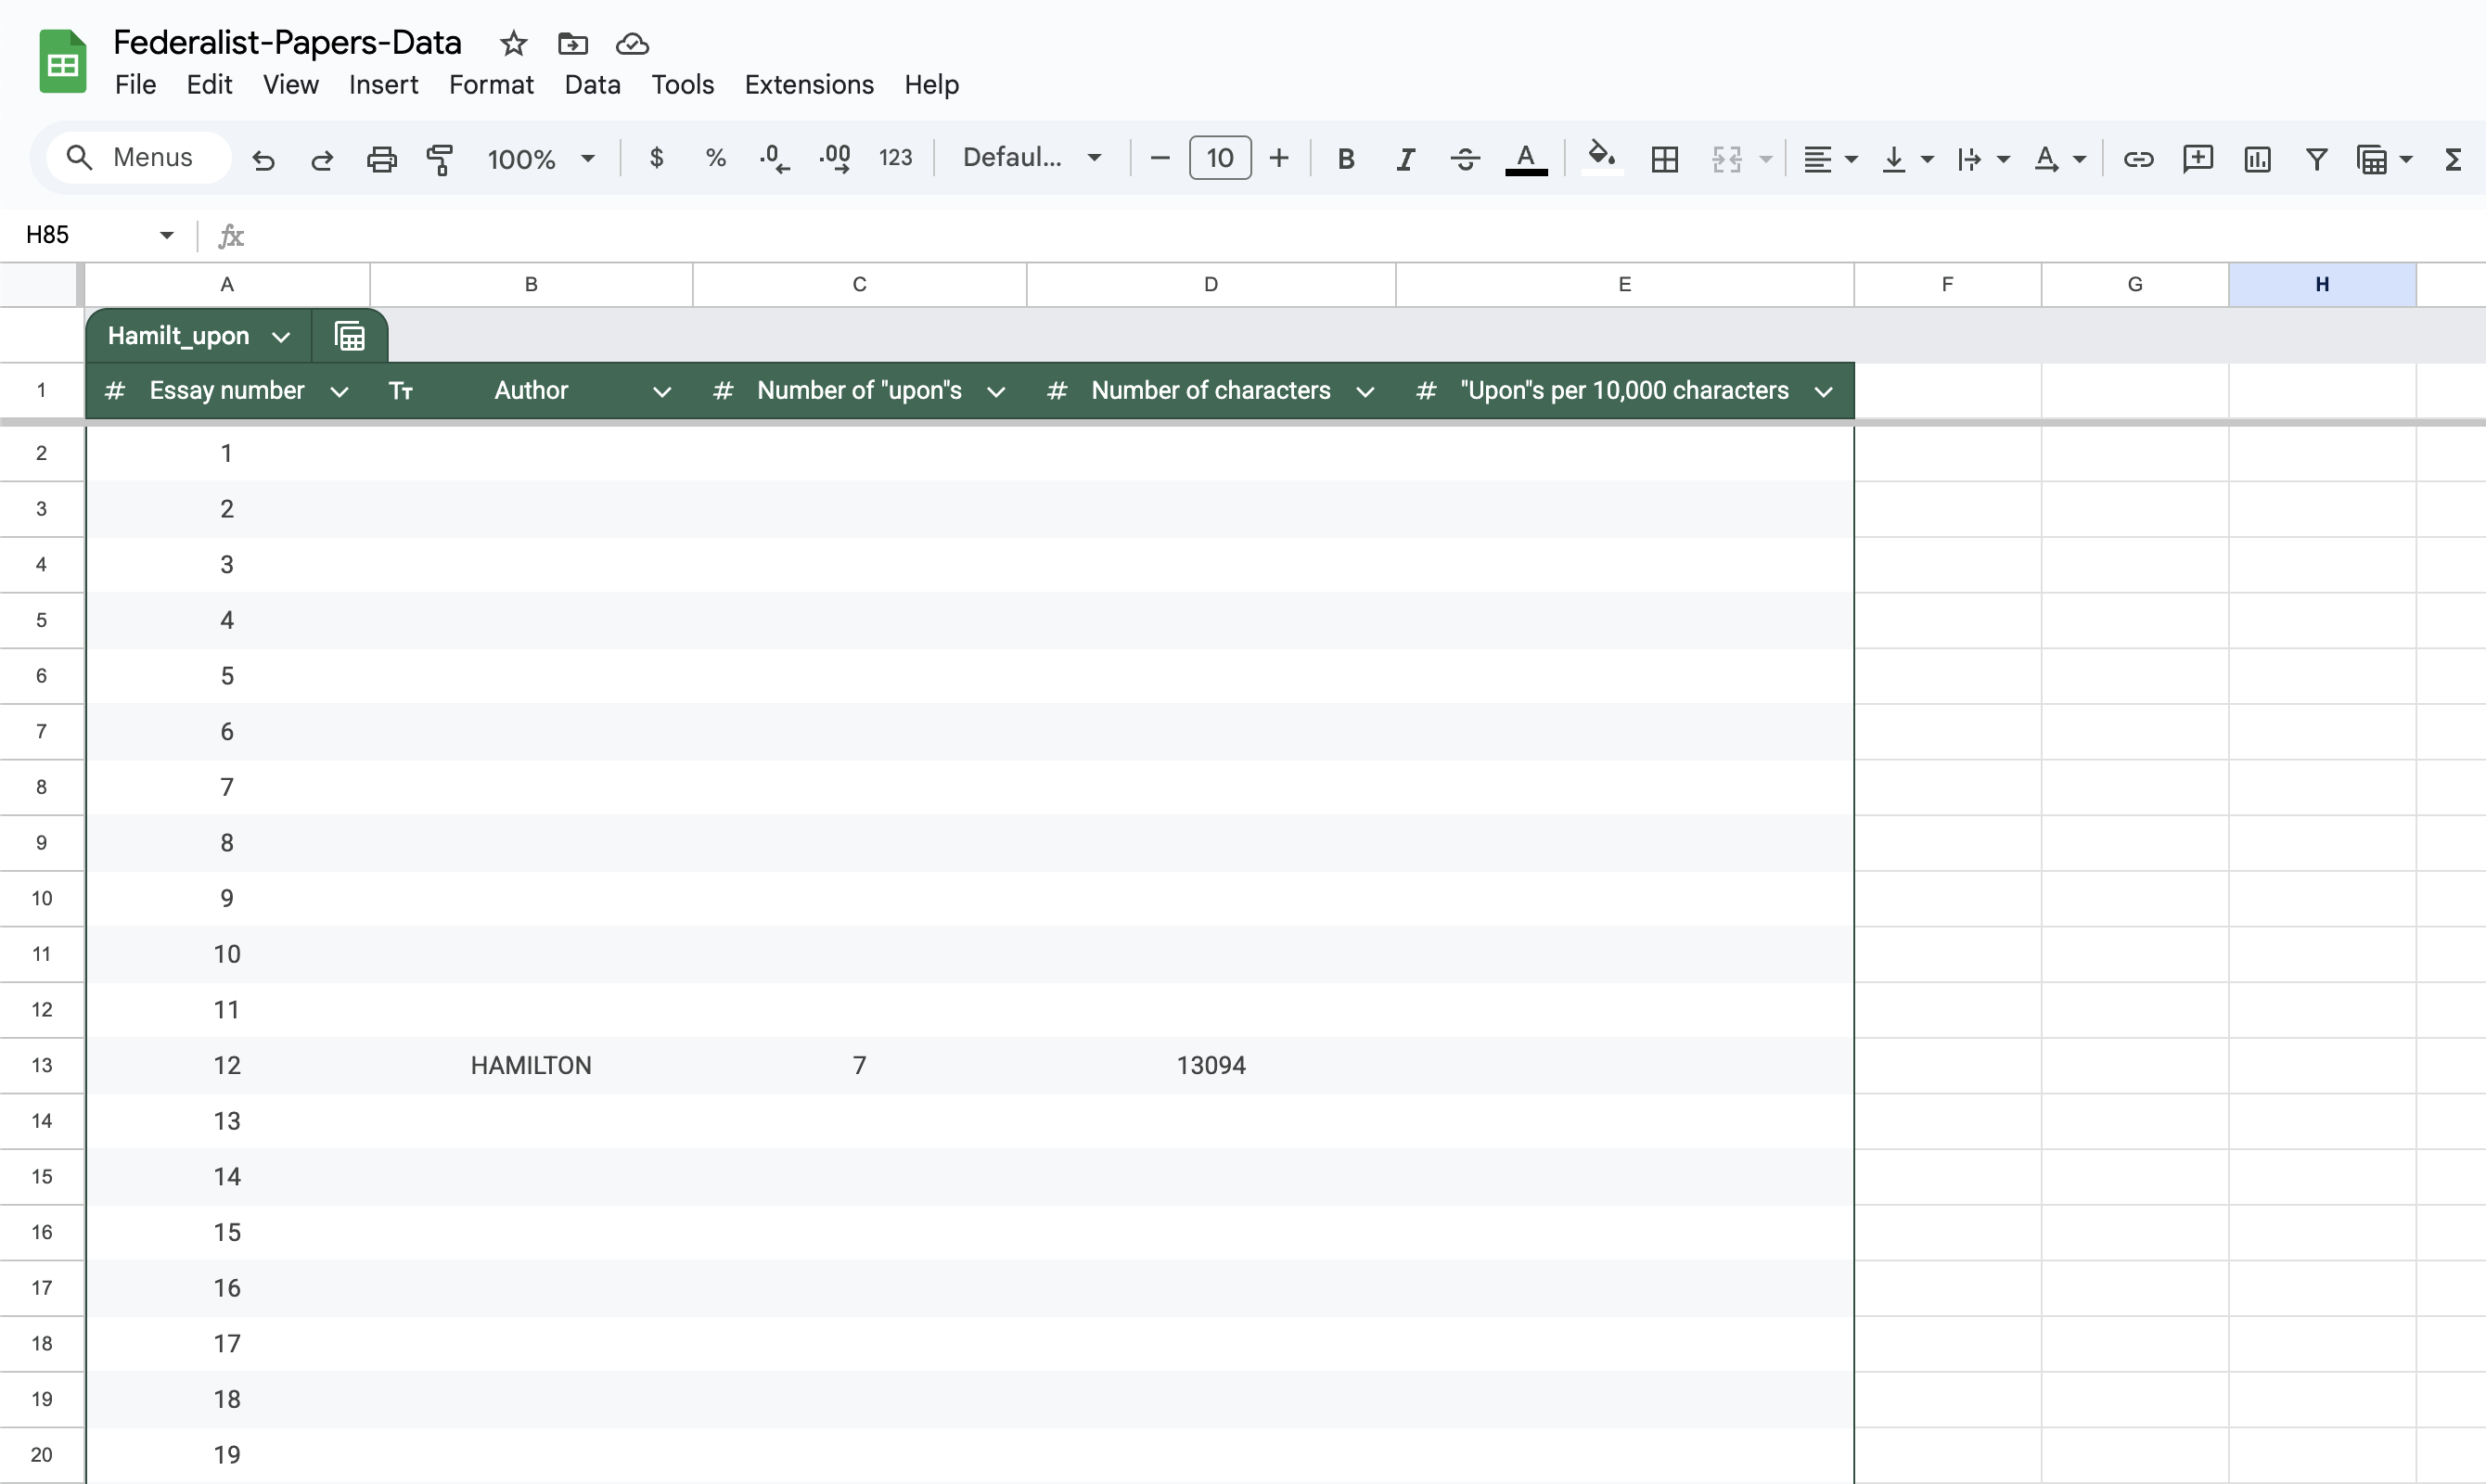 Federalist-Papers-Data
File Edit View Insert Format Data Tools Extensions Help
Menus 100% $ % .0 .00 123 Defaul... 10 B I S A A Σ
H85 fx
A B C D E F G H
Hamilt_upon
1 # Essay number Tт Author # Number of "upon"s # Number of characters # "Upon"s per 10,000 characters
2 1
3 2
4 3
5 4
6 5
7 6
8 7
9 8
10 9
11 10
12 11
13 12 HAMILTON 7 13094
14 13
15 14
16 15
17 16
18 17
19 18
20 19